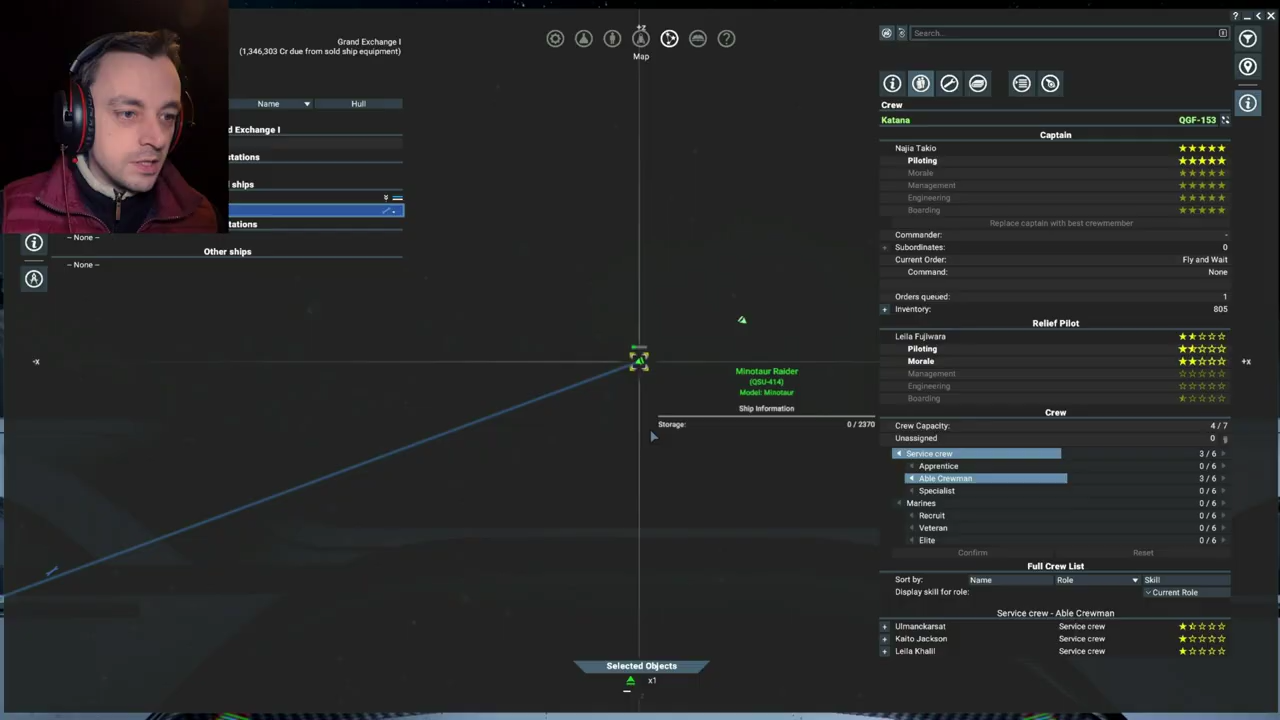 Grand Exchange I
(1,346,303 Cr due from sold ship equipment)
Name
Hull
d Exchange I
tations
ships
tations
-- None --
Other ships
-- None --
+z
Map
-x
+x
Minotaur Raider
(QSU-414)
Model: Minotaur
Ship Information
Storage: 0 / 2370
Selected Objects
x1
Search...
Crew
Katana QGF-153
Captain
Najia Takio
Piloting
Morale
Management
Engineering
Boarding
Replace captain with best crewmember
Commander: -
Subordinates: 0
Current Order: Fly and Wait
Command: None
Orders queued: 1
Inventory: 805
Relief Pilot
Leila Fujiwara
Piloting
Morale
Management
Engineering
Boarding
Crew
Crew Capacity: 4 / 7
Unassigned 0
Service crew 3 / 6
Apprentice 0 / 6
Able Crewman 3 / 6
Specialist 0 / 6
Marines 0 / 6
Recruit 0 / 6
Veteran 0 / 6
Elite 0 / 6
Confirm Reset
Full Crew List
Sort by: Name Role Skill
Display skill for role: Current Role
Service crew - Able Crewman
Ulmanckarsat Service crew
Kaito Jackson Service crew
Leila Khalil Service crew